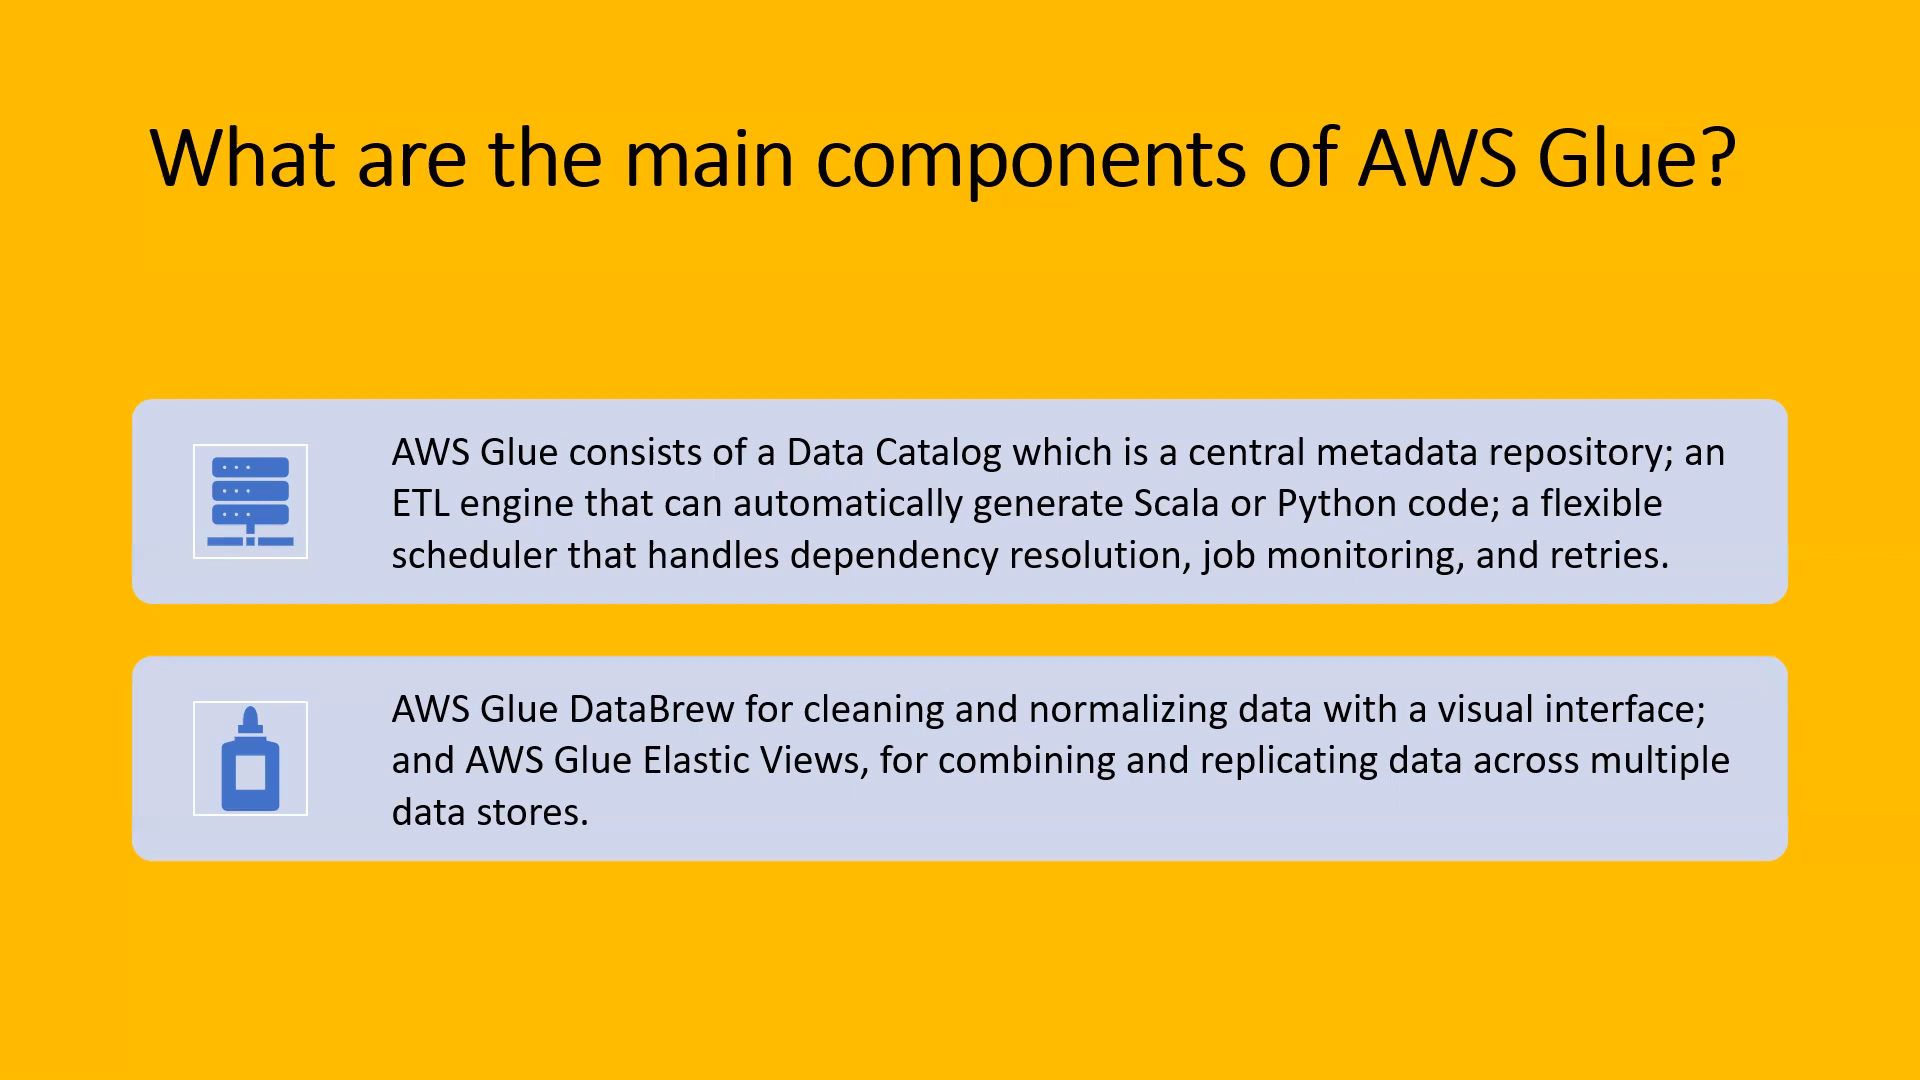 What are the main components of AWS Glue?
AWS Glue consists of a Data Catalog which is a central metadata repository; an
ETL engine that can automatically generate Scala or Python code; a flexible
scheduler that handles dependency resolution, job monitoring, and retries.
AWS Glue DataBrew for cleaning and normalizing data with a visual interface;
and AWS Glue Elastic Views, for combining and replicating data across multiple
data stores.